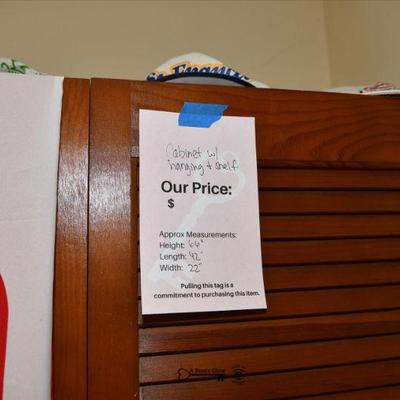 Cabinet w/
hanging + shelf
Our Price:
$
Approx Measurements:
Height: 66"
Length: 42"
Width: 22"
Pulling this tag is a
commitment to purchasing this item.